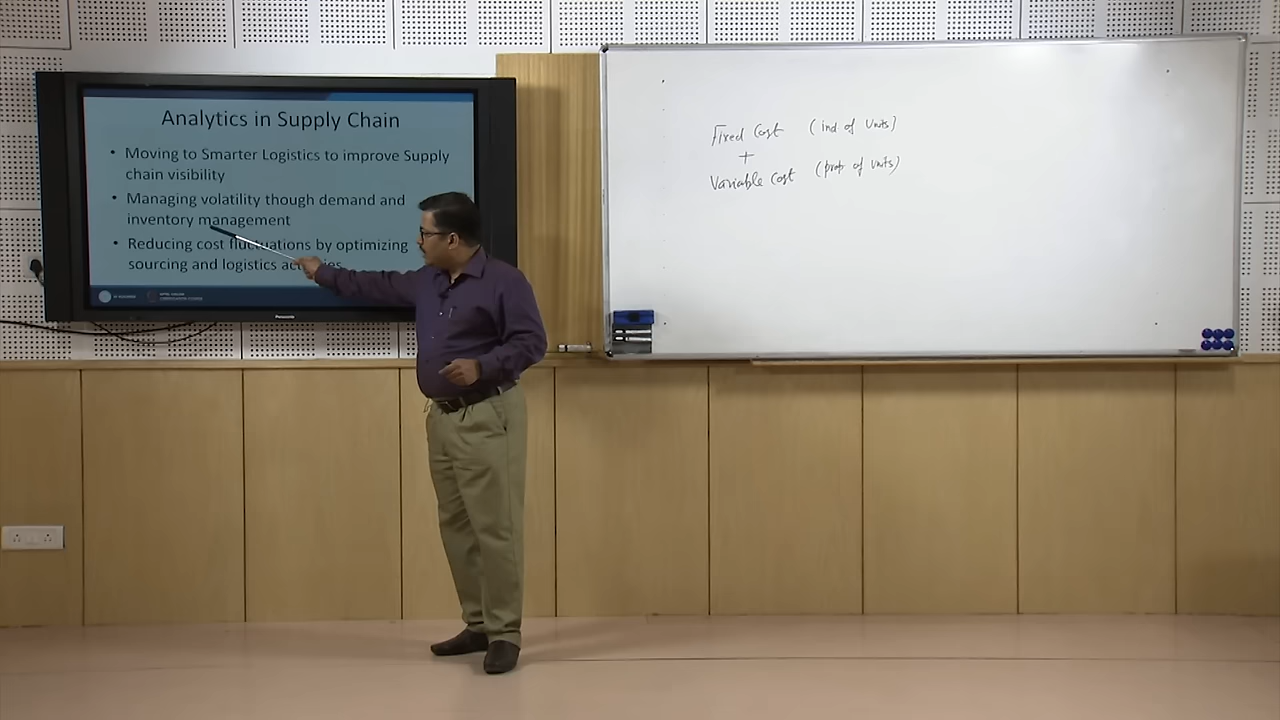 Analytics in Supply Chain
• Moving to Smarter Logistics to improve Supply
chain visibility
• Managing volatility though demand and
inventory management
• Reducing cost fluctuations by optimizing
sourcing and logistics
Panasonic
Fixed Cost (ind of Units)
+
Variable Cost (prop of units)